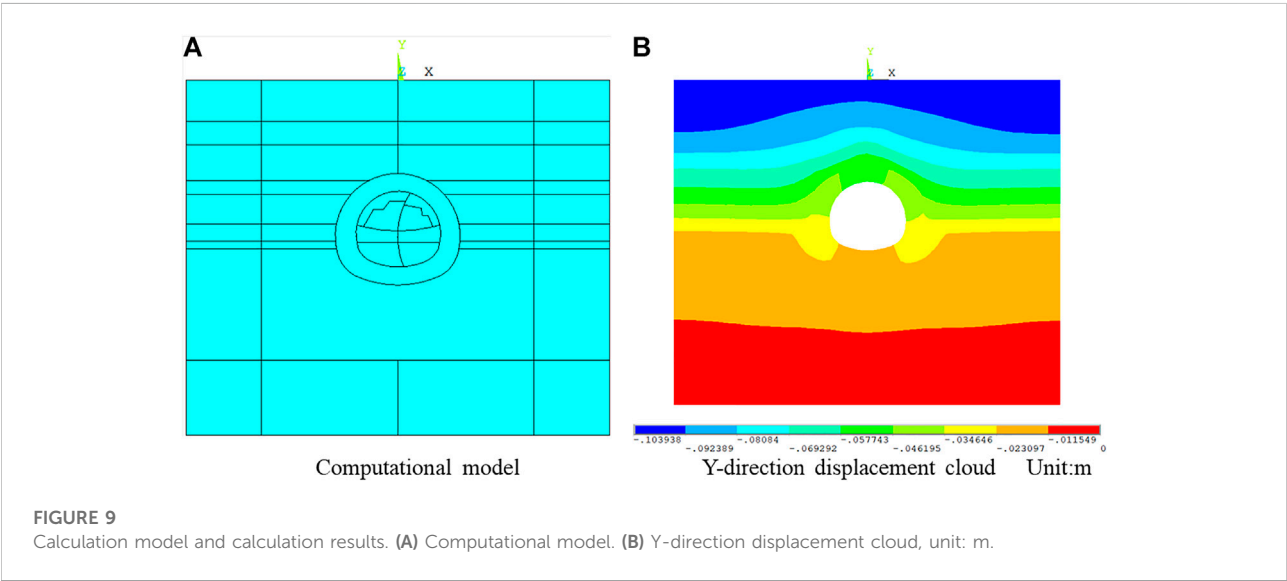 A
Y
Z X
B
Y
Z X
-.103938 -.08084 -.057743 -.034646 -.011549
-.092389 -.069292 -.046195 -.023097 0
Computational model
Y-direction displacement cloud Unit:m
FIGURE 9
Calculation model and calculation results. (A) Computational model. (B) Y-direction displacement cloud, unit: m.